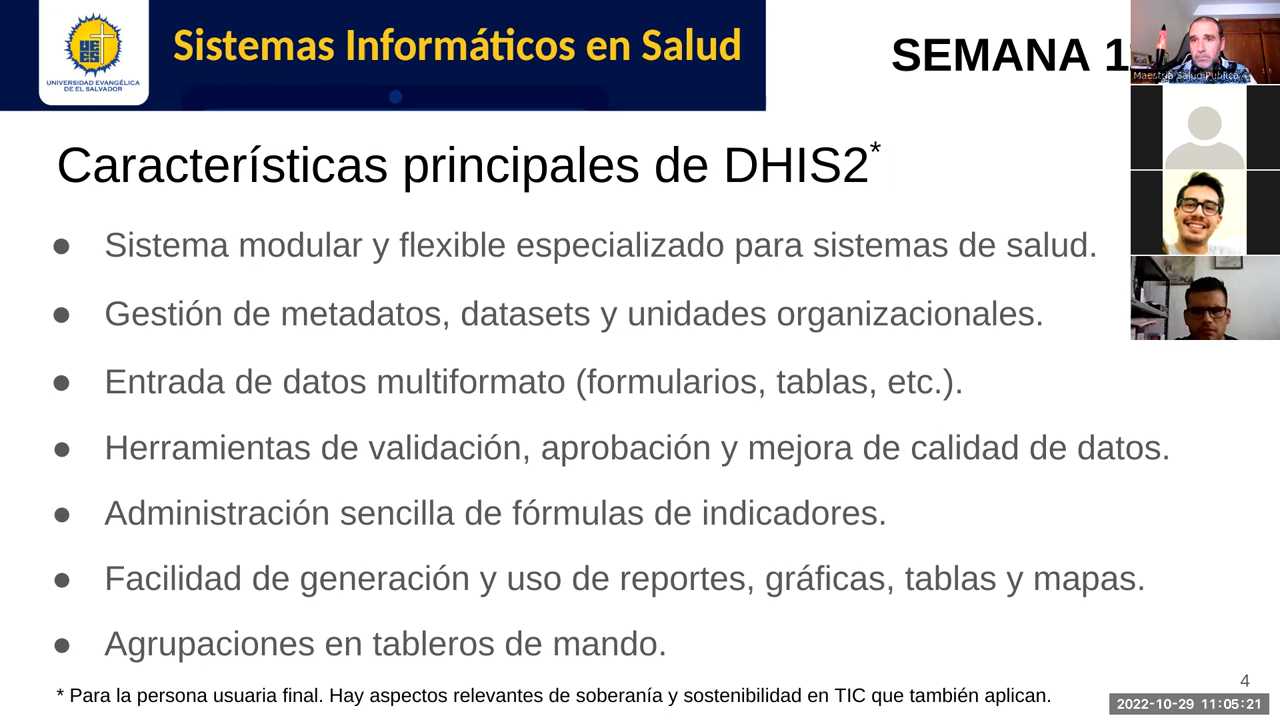 Sistemas Informáticos en Salud
UNIVERSIDAD EVANGÉLICA
DE EL SALVADOR
SEMANA 1
Maestría Salud Pública
Características principales de DHIS2*
● Sistema modular y flexible especializado para sistemas de salud.
● Gestión de metadatos, datasets y unidades organizacionales.
● Entrada de datos multiformato (formularios, tablas, etc.).
● Herramientas de validación, aprobación y mejora de calidad de datos.
● Administración sencilla de fórmulas de indicadores.
● Facilidad de generación y uso de reportes, gráficas, tablas y mapas.
● Agrupaciones en tableros de mando.
* Para la persona usuaria final. Hay aspectos relevantes de soberanía y sostenibilidad en TIC que también aplican.
4
2022-10-29 11:05:21